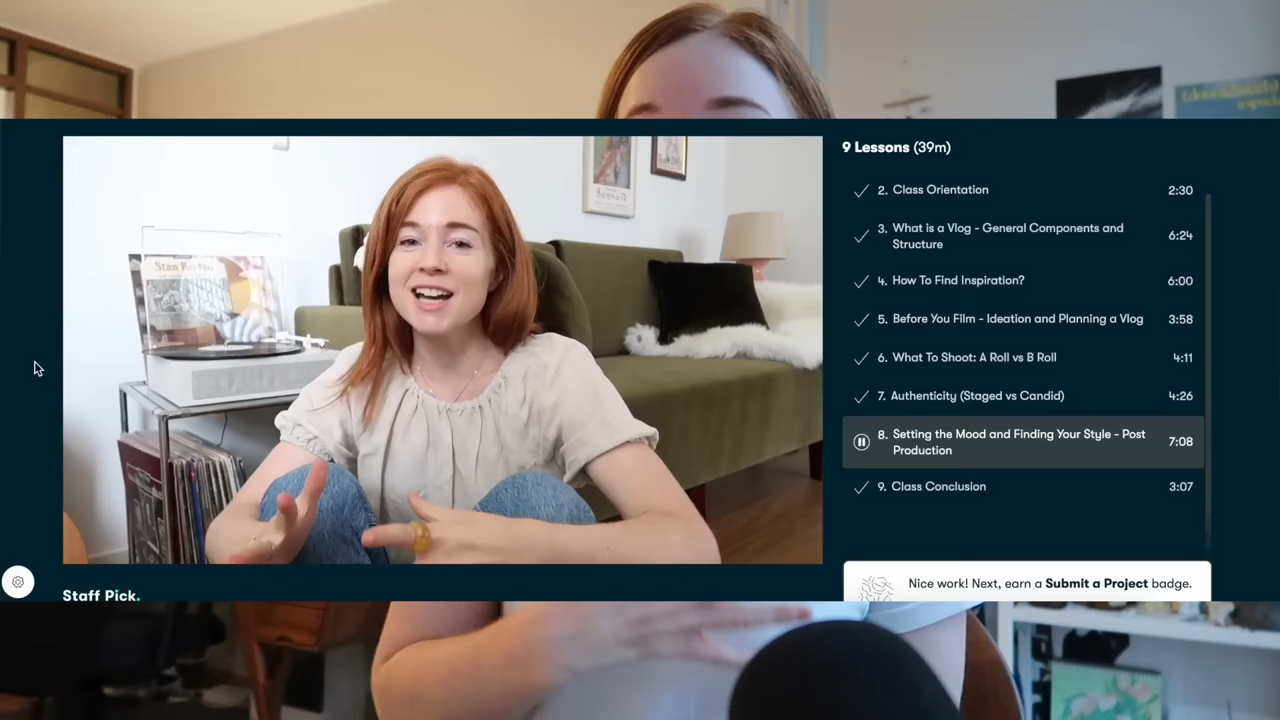 9 Lessons (39m)
2. Class Orientation 2:30
3. What is a Vlog - General Components and
Structure 6:24
4. How To Find Inspiration? 6:00
5. Before You Film - Ideation and Planning a Vlog 3:58
6. What To Shoot: A Roll vs B Roll 4:11
7. Authenticity (Staged vs Candid) 4:26
8. Setting the Mood and Finding Your Style - Post
Production 7:08
9. Class Conclusion 3:07
Nice work! Next, earn a Submit a Project badge.
Staff Pick.